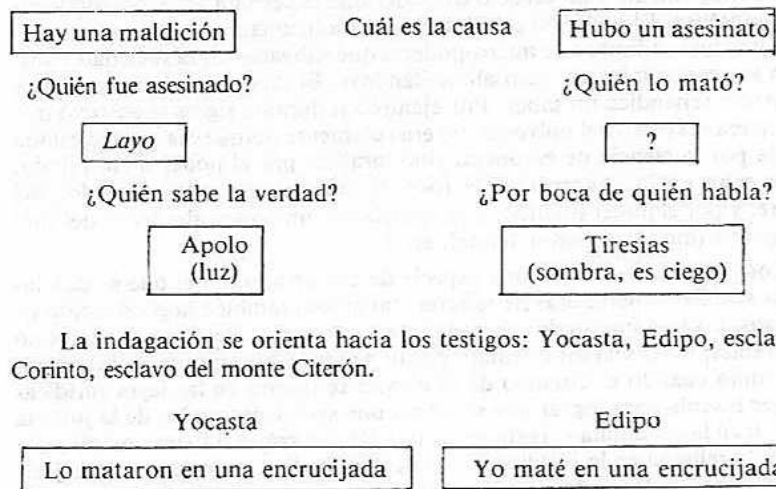 Hay una maldición Cuál es la causa Hubo un asesinato
¿Quién fue asesinado? ¿Quién lo mató?
Layo ?
¿Quién sabe la verdad? ¿Por boca de quién habla?
Apolo Tiresias
(luz) (sombra, es ciego)
La indagación se orienta hacia los testigos: Yocasta, Edipo, escla
Corinto, esclavo del monte Citerón.
Yocasta Edipo
Lo mataron en una encrucijada Yo maté en una encrucijada